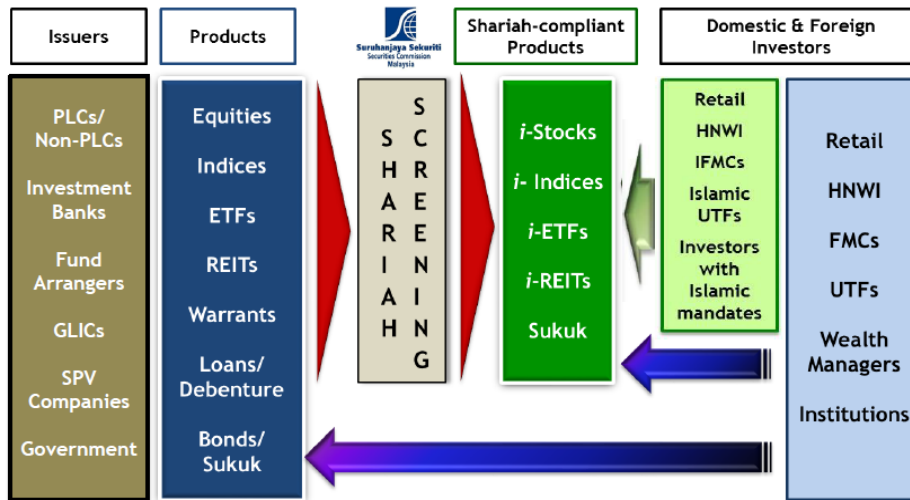 Issuers
Products
Suruhanjaya Sekuriti
Securities Commission
Malaysia
Shariah-compliant
Products
Domestic & Foreign
Investors
PLCs/
Non-PLCs
Investment
Banks
Fund
Arrangers
GLICs
SPV
Companies
Government
Equities
Indices
ETFs
REITs
Warrants
Loans/
Debenture
Bonds/
Sukuk
SHARIAH
SCREENING
i-Stocks
i- Indices
i-ETFs
i-REITs
Sukuk
Retail
HNWI
IFMCs
Islamic
UTFs
Investors
with
Islamic
mandates
Retail
HNWI
FMCs
UTFs
Wealth
Managers
Institutions